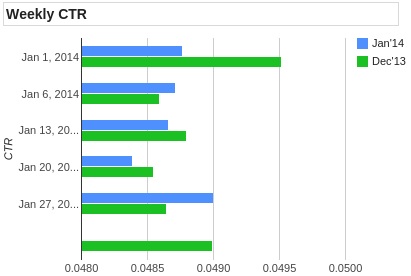 Weekly CTR
Jan'14
Dec'13
Jan 1, 2014
Jan 6, 2014
Jan 13, 20...
Jan 20, 20...
Jan 27, 20...
CTR
0.0480 0.0485 0.0490 0.0495 0.0500